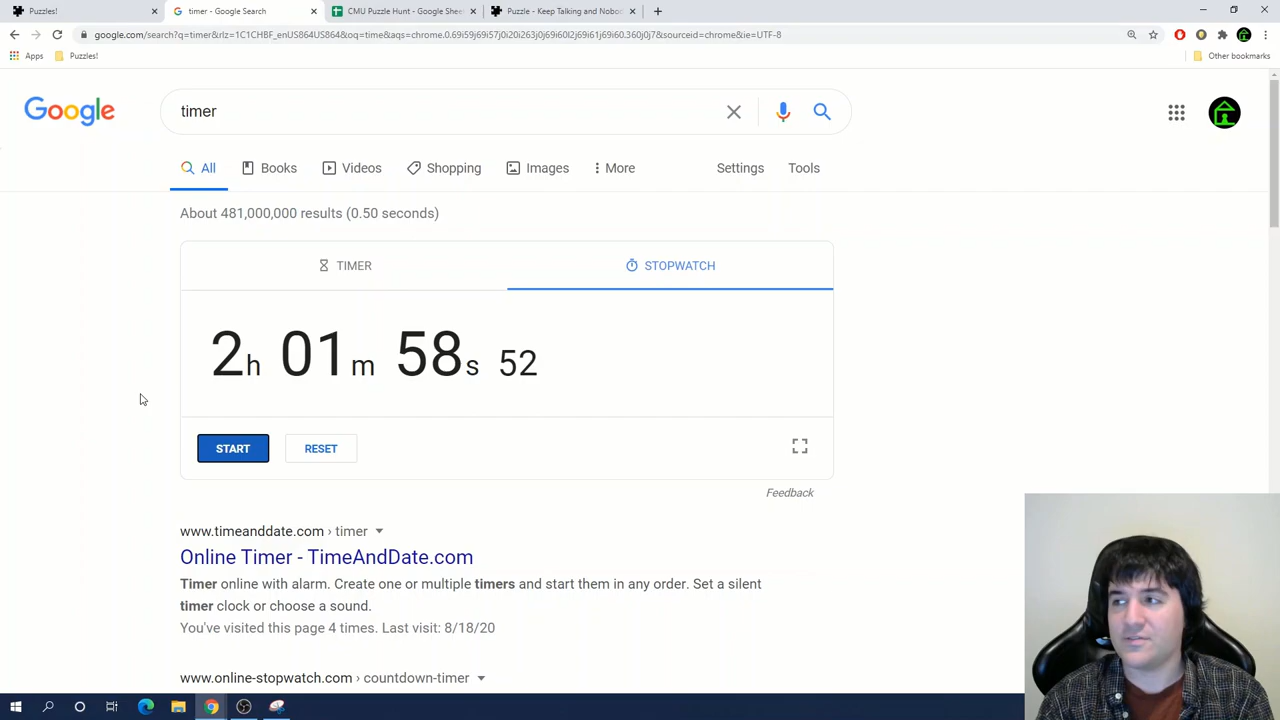 Puzzles!
timer - Google Search
CMU Puzzle Hunt - Google Shee
Puzzle - Keep Talking and Nobod
google.com/search?q=timer&rlz=1C1CHBF_enUS864US864&oq=time&aqs=chrome.0.69i59j69i57j0i20i263j0j69i60l2j69i61j69i60.360j0j7&sourceid=chrome&ie=UTF-8
Apps
Puzzles!
Other bookmarks
Google
timer
All
Books
Videos
Shopping
Images
More
Settings
Tools
About 481,000,000 results (0.50 seconds)
TIMER
STOPWATCH
2h 01m 58s 52
START
RESET
Feedback
www.timeanddate.com › timer
Online Timer - TimeAndDate.com
Timer online with alarm. Create one or multiple timers and start them in any order. Set a silent
timer clock or choose a sound.
You've visited this page 4 times. Last visit: 8/18/20
www.online-stopwatch.com › countdown-timer